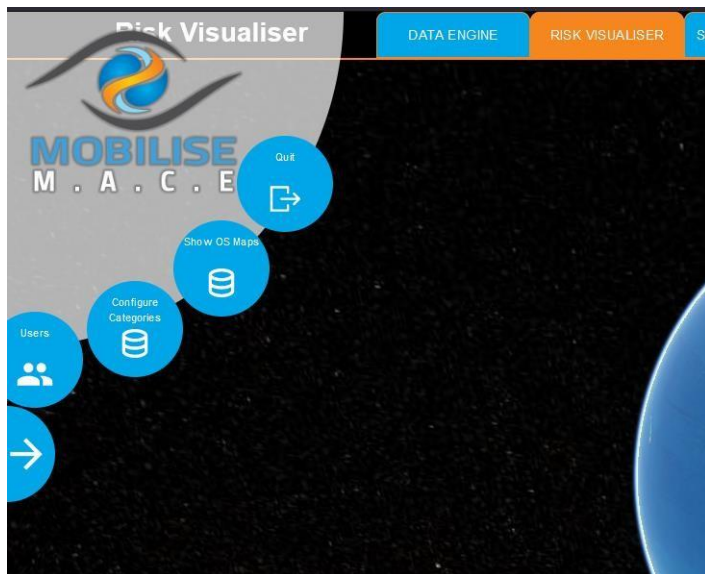 Risk Visualiser
DATA ENGINE
RISK VISUALISER
S
MOBILISE
M . A . C . E
Quit
Show OS Maps
Configure
Categories
Users